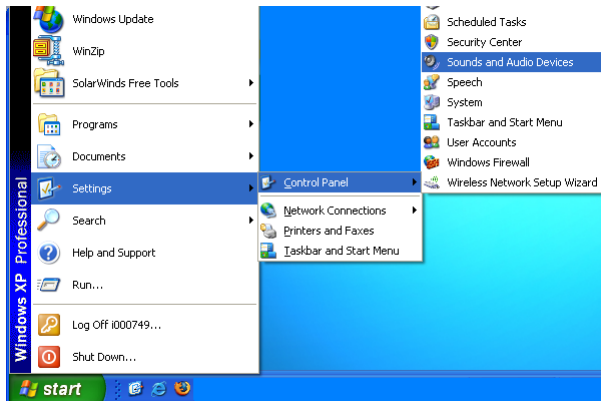 Windows Update
WinZip
SolarWinds Free Tools
Programs
Documents
Settings
Search
Help and Support
Run...
Log Off i000749...
Shut Down...
Windows XP Professional
start
Control Panel
Network Connections
Printers and Faxes
Taskbar and Start Menu
Scheduled Tasks
Security Center
Sounds and Audio Devices
Speech
System
Taskbar and Start Menu
User Accounts
Windows Firewall
Wireless Network Setup Wizard